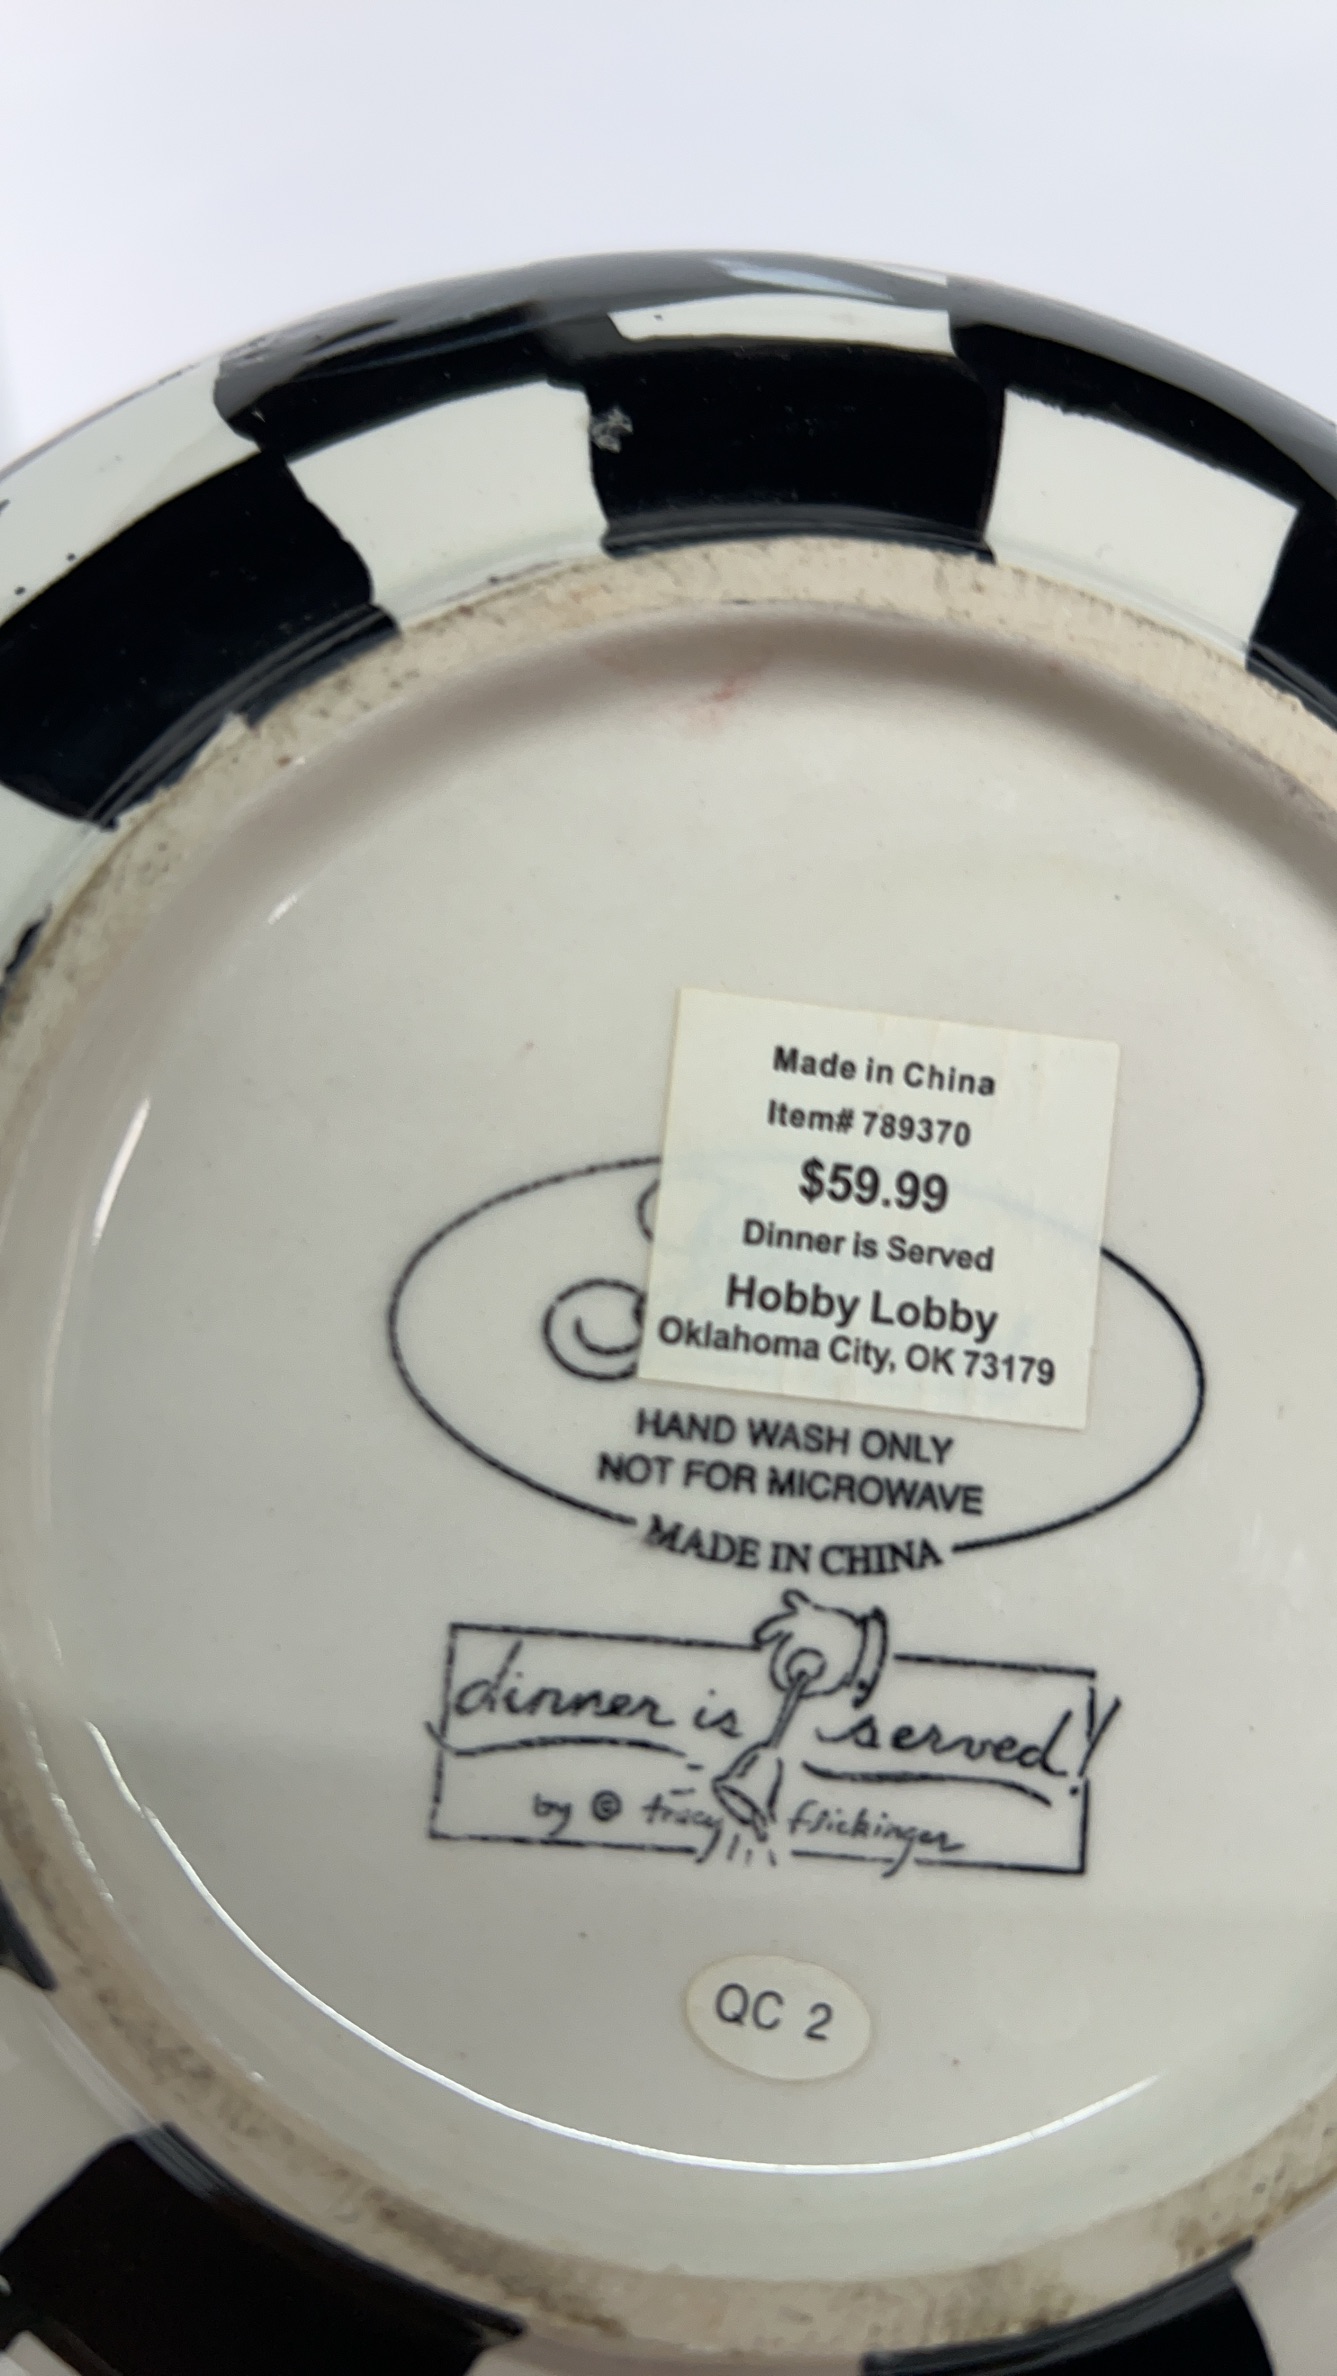 Made in China
Item# 789370
$59.99
Dinner is Served
Hobby Lobby
Oklahoma City, OK 73179
HAND WASH ONLY
NOT FOR MICROWAVE
MADE IN CHINA
dinner is served!
by © tracy flickinger
QC 2